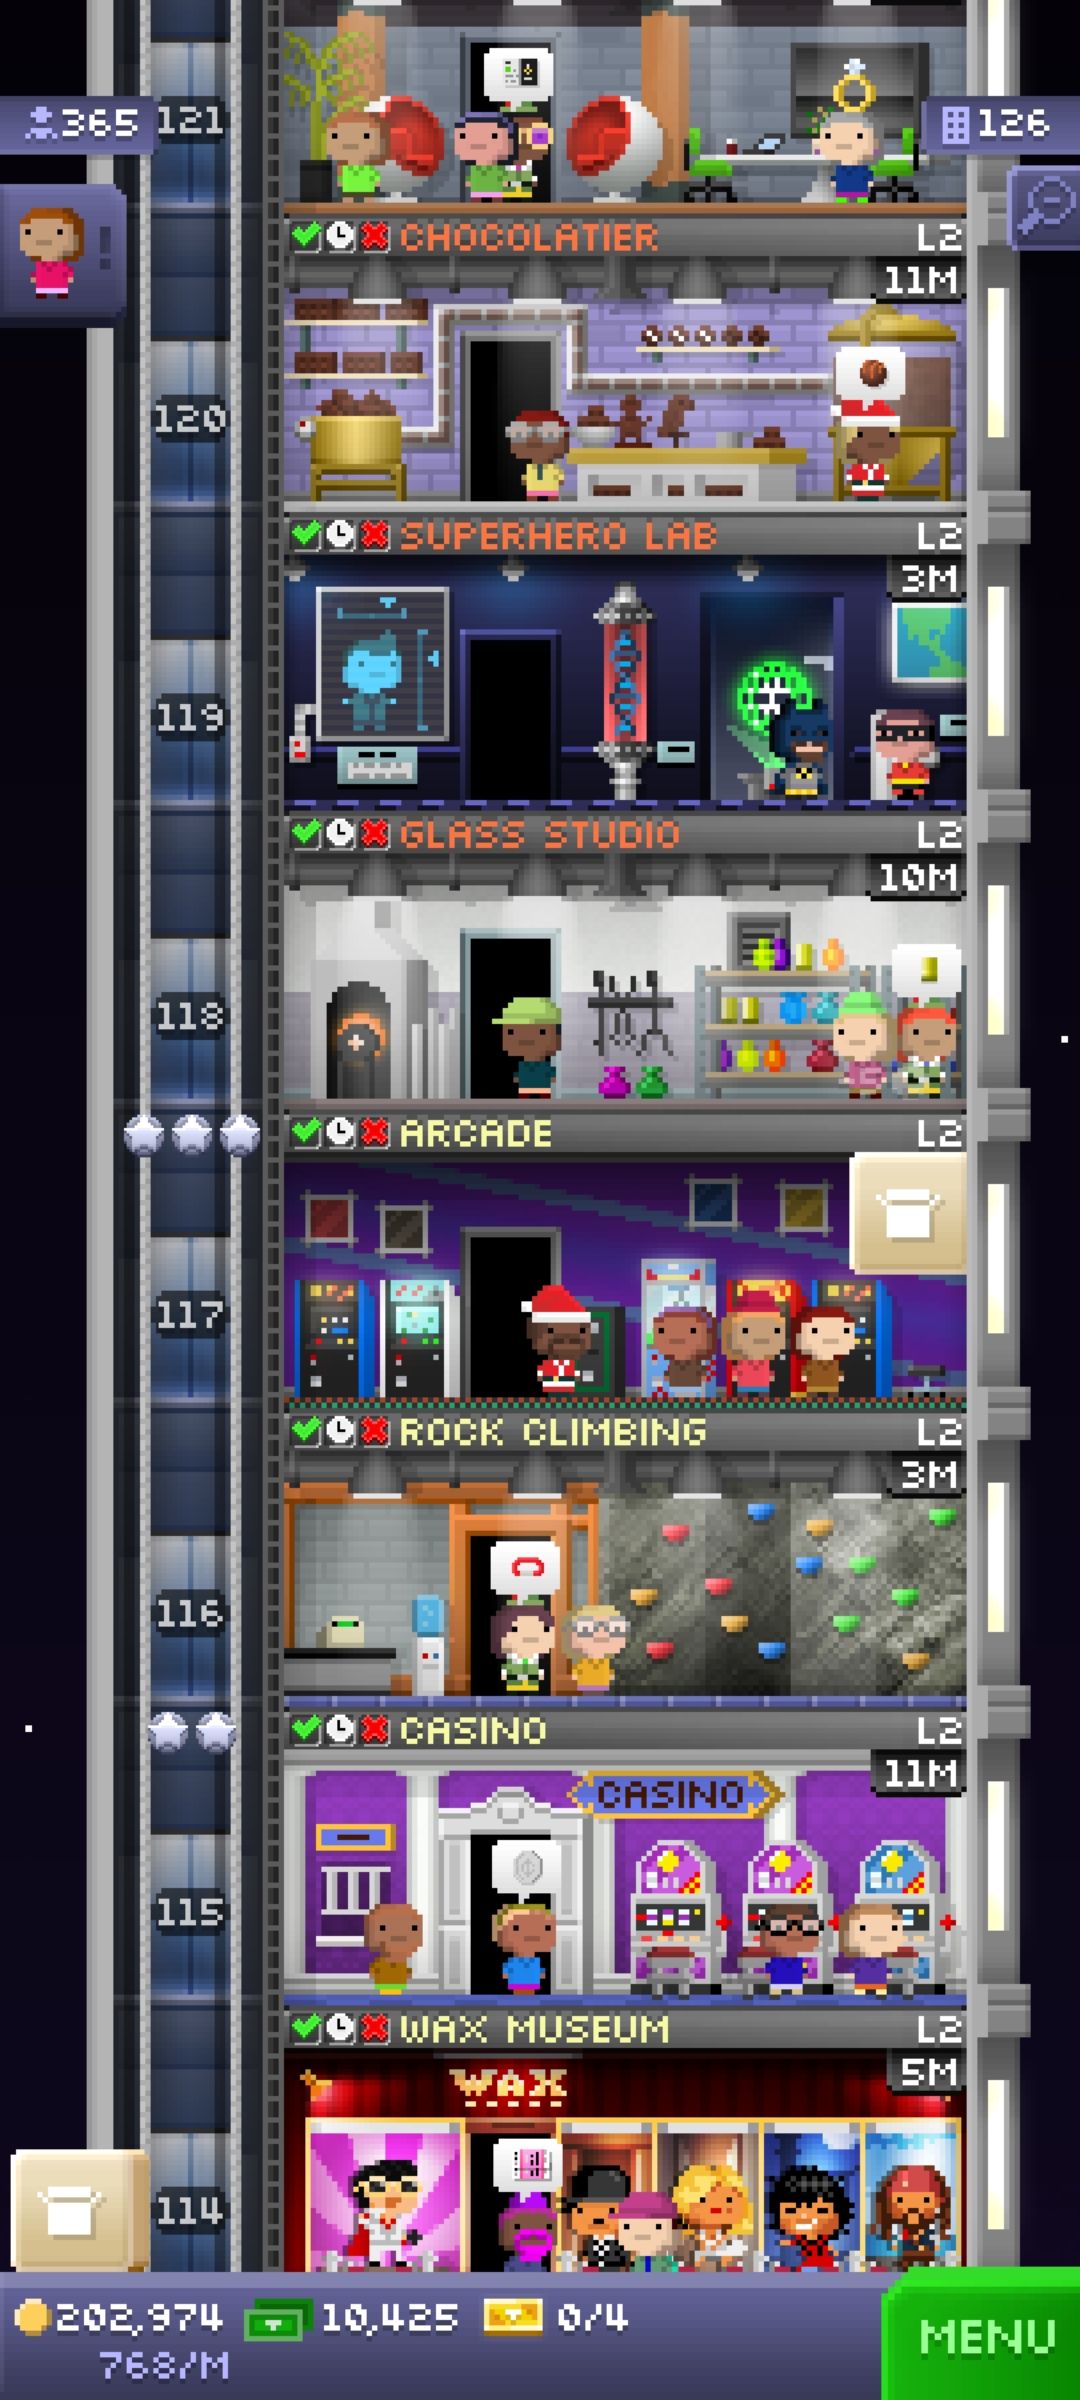 121
365
126
CHOCOLATIER L2
11M
120
SUPERHERO LAB L2
3M
119
GLASS STUDIO L2
10M
118
ARCADE L2
117
ROCK CLIMBING L2
3M
116
CASINO L2
11M
CASINO
115
WAX MUSEUM L2
5M
WAX
114
202,974 10,425 0/4
768/M
MENU